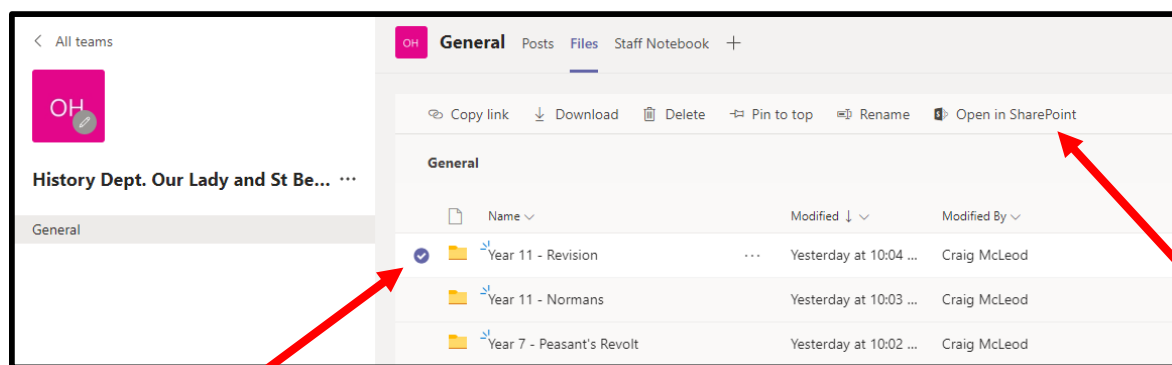 < All teams
OH
General Posts Files Staff Notebook +
OH
Copy link Download Delete Pin to top Rename Open in SharePoint
General
History Dept. Our Lady and St Be... ···
General
Name Modified ↓ Modified By
Year 11 - Revision ··· Yesterday at 10:04 ... Craig McLeod
Year 11 - Normans Yesterday at 10:03 ... Craig McLeod
Year 7 - Peasant's Revolt Yesterday at 10:02 ... Craig McLeod